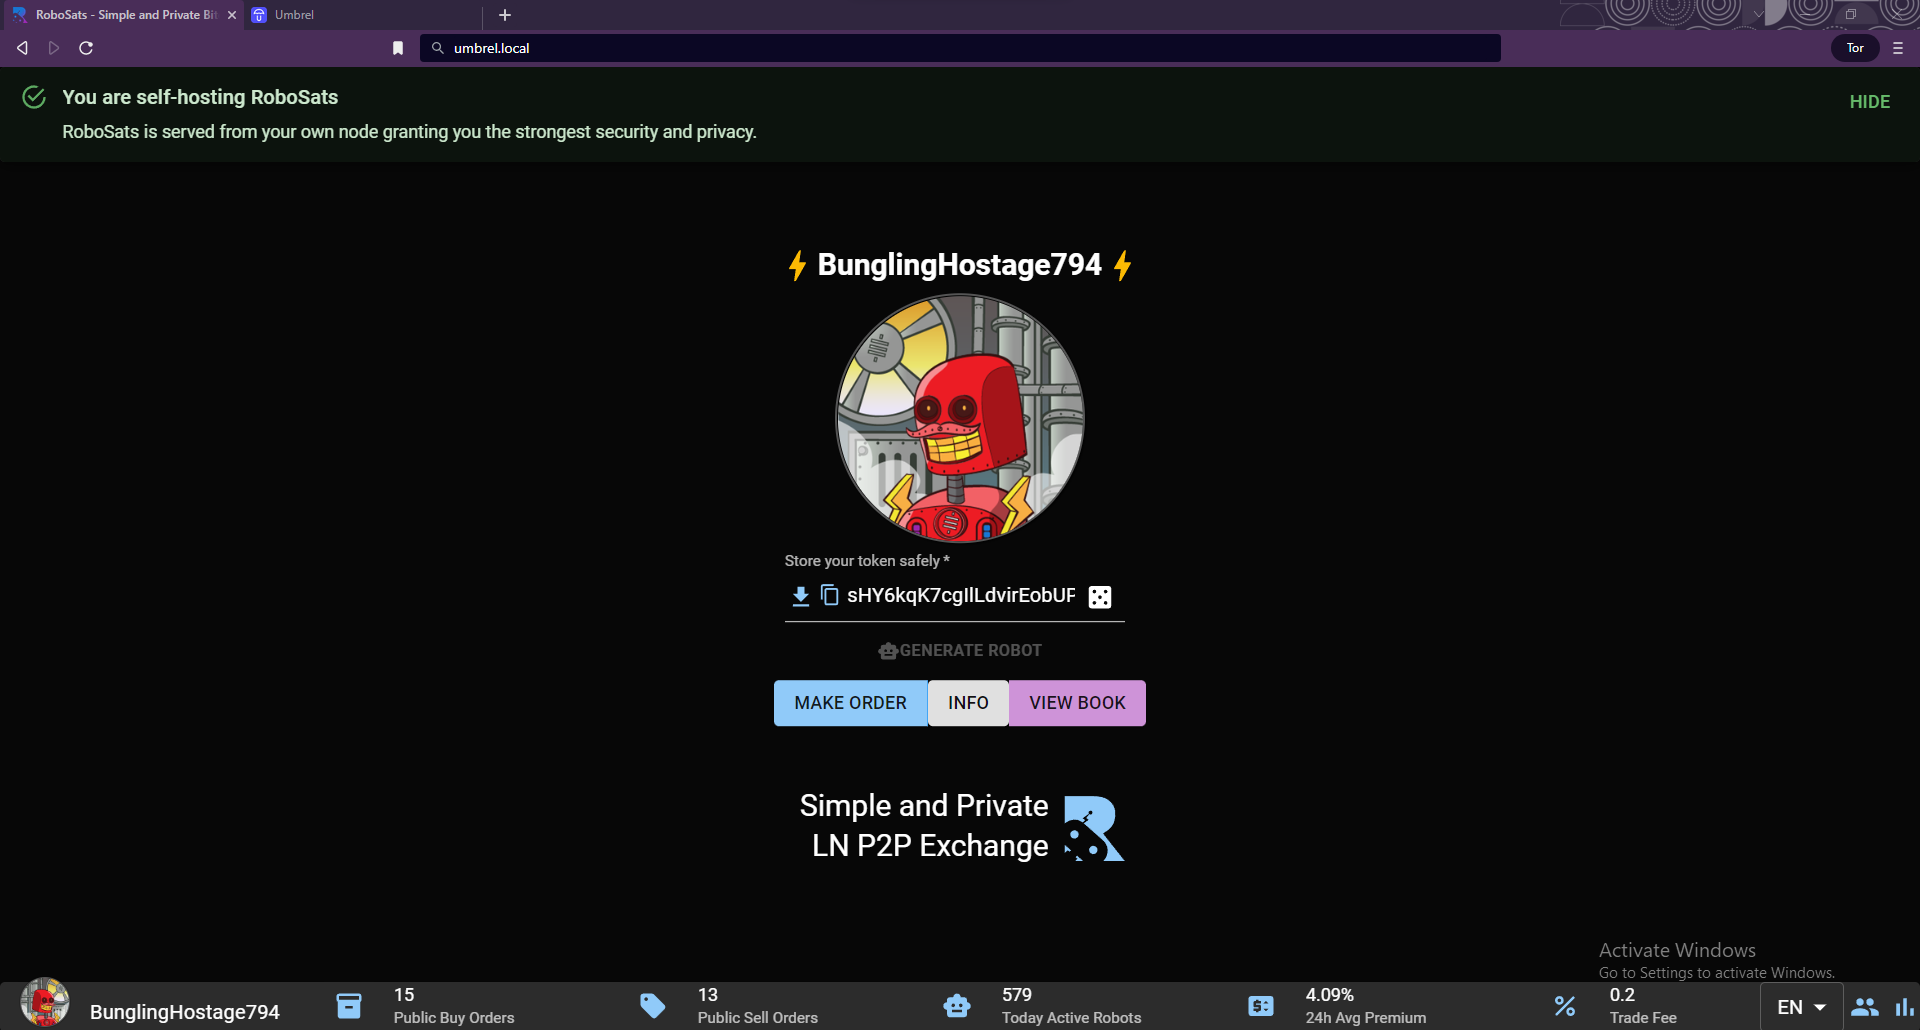 RoboSats - Simple and Private Bit
Umbrel
umbrel.local
Tor
You are self-hosting RoboSats
HIDE
RoboSats is served from your own node granting you the strongest security and privacy.
BunglingHostage794
Store your token safely *
sHY6kqK7cgIlLdvirEobUF
GENERATE ROBOT
MAKE ORDER
INFO
VIEW BOOK
Simple and Private
LN P2P Exchange
Activate Windows
Go to Settings to activate Windows.
BunglingHostage794
15
Public Buy Orders
13
Public Sell Orders
579
Today Active Robots
4.09%
24h Avg Premium
0.2
Trade Fee
EN